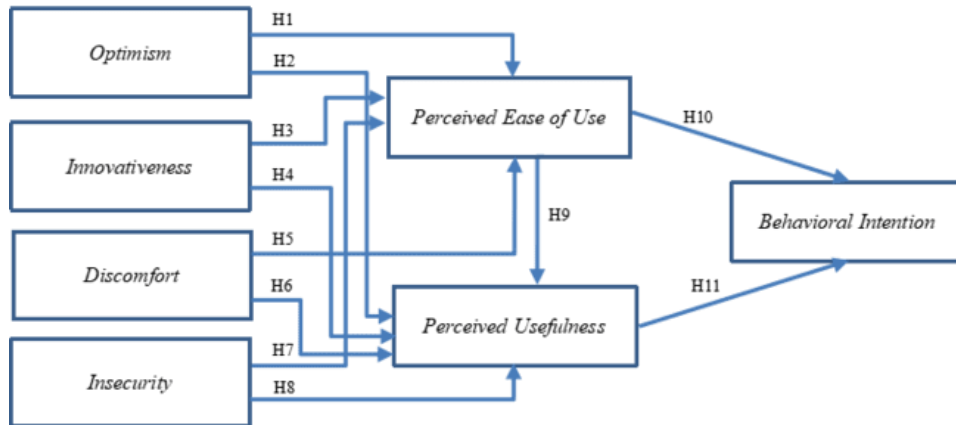 H1
Optimism
H2
Perceived Ease of Use
H10
H3
Innovativeness
H4
H9
Behavioral Intention
H5
Discomfort
H6
H11
Perceived Usefulness
H7
Insecurity
H8